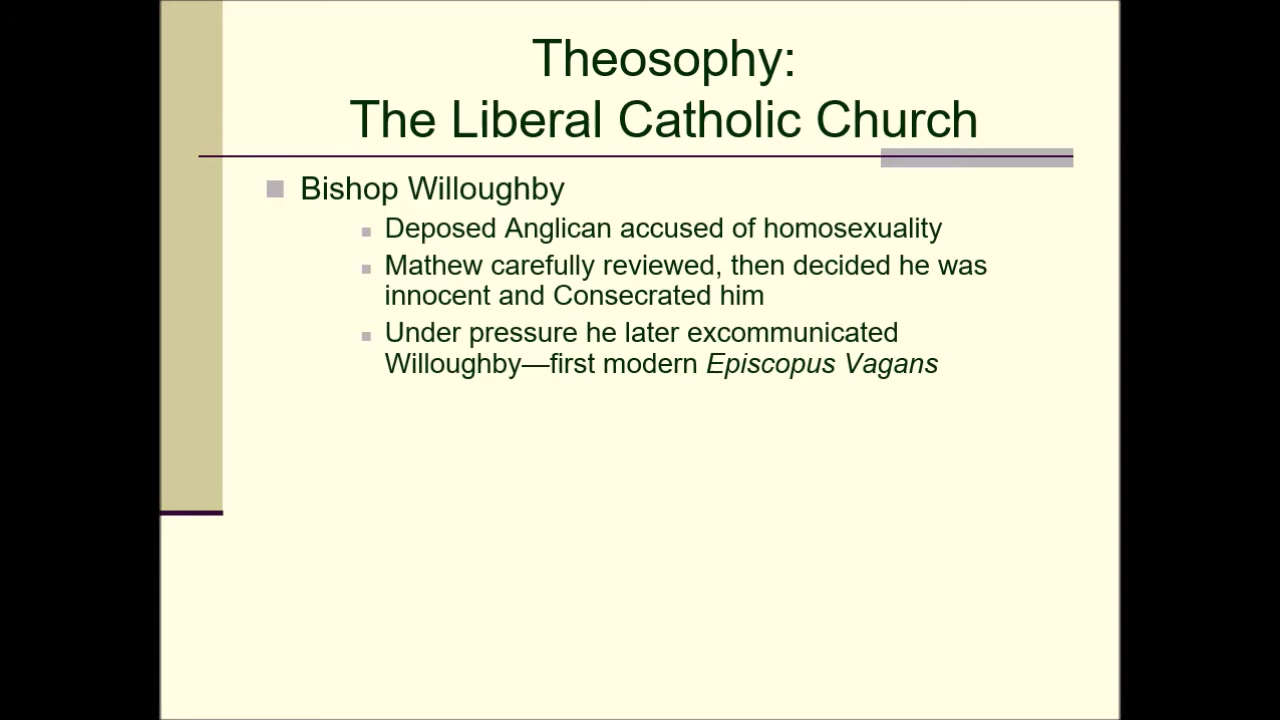 Theosophy:
The Liberal Catholic Church
Bishop Willoughby
Deposed Anglican accused of homosexuality
Mathew carefully reviewed, then decided he was
innocent and Consecrated him
Under pressure he later excommunicated
Willoughby—first modern Episcopus Vagans